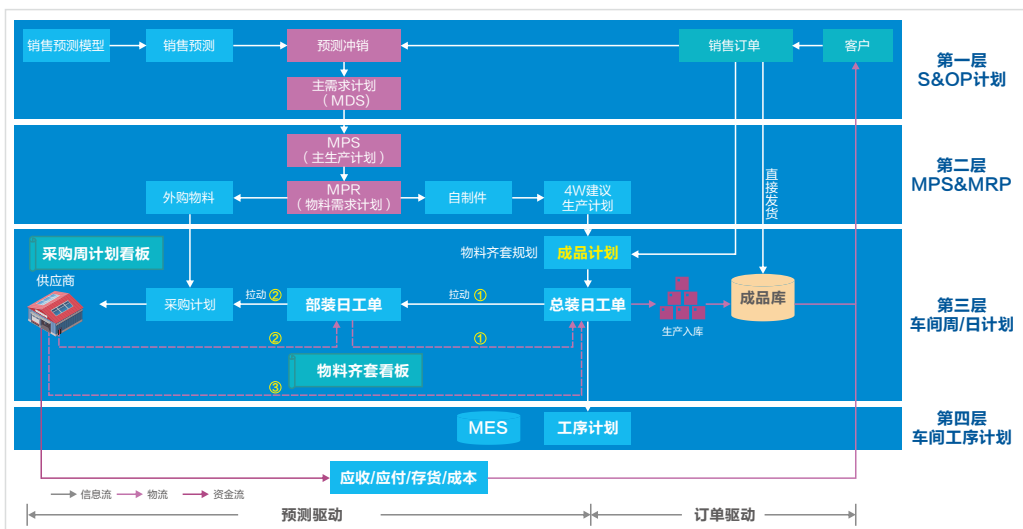 销售预测模型
销售预测
预测冲销
销售订单
客户
第一层
S&OP计划
主需求计划
（MDS）
MPS
（主生产计划）
第二层
MPS&MRP
外购物料
MPR
（物料需求计划）
自制件
4W建议
生产计划
直接发货
采购周计划看板
物料齐套规划
成品计划
供应商
采购计划
拉动 ②
部装日工单
拉动 ①
总装日工单
生产入库
成品库
第三层
车间周/日计划
②
①
物料齐套看板
③
MES
工序计划
第四层
车间工序计划
应收/应付/存货/成本
信息流
物流
资金流
预测驱动
订单驱动